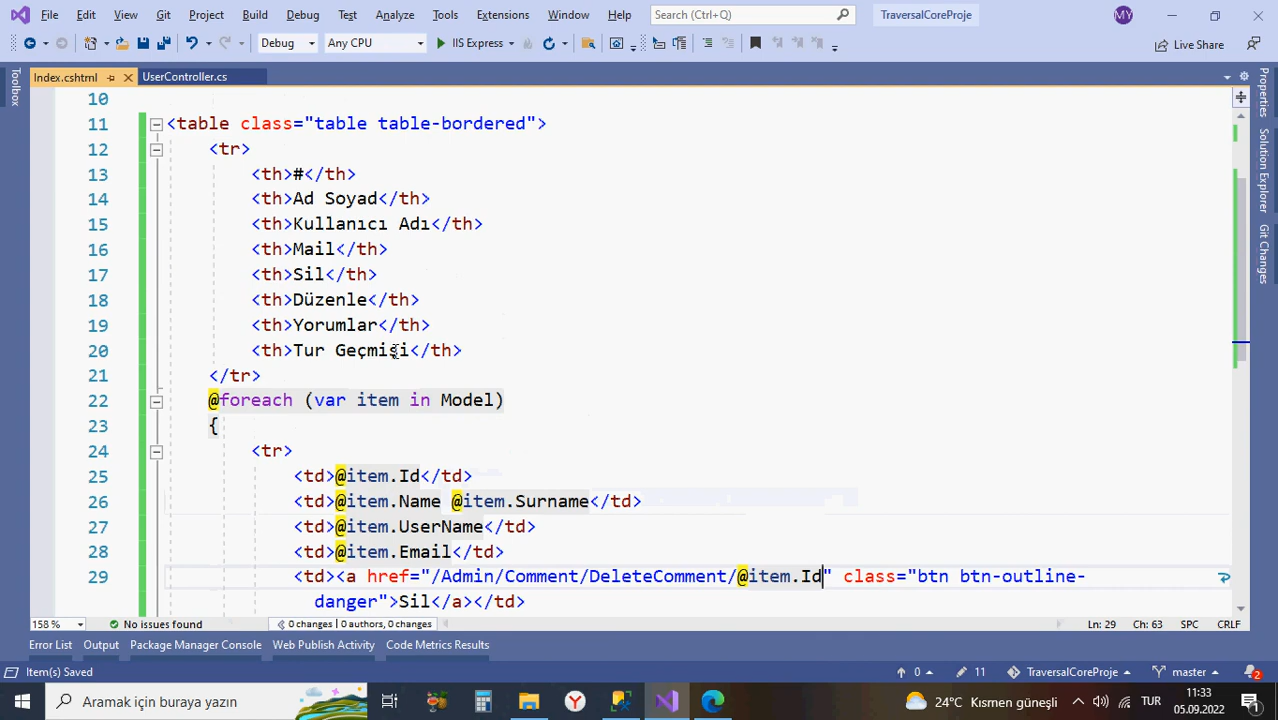 File Edit View Git Project Build Debug Test Analyze Tools Extensions Window Help Search (Ctrl+Q) TraversalCoreProje MY
Debug Any CPU IIS Express Live Share
Index.cshtml UserController.cs
Toolbox
Properties
Solution Explorer
Git Changes
10
11 <table class="table table-bordered">
12 <tr>
13 <th>#</th>
14 <th>Ad Soyad</th>
15 <th>Kullanıcı Adı</th>
16 <th>Mail</th>
17 <th>Sil</th>
18 <th>Düzenle</th>
19 <th>Yorumlar</th>
20 <th>Tur Geçmişi</th>
21 </tr>
22 @foreach (var item in Model)
23 {
24 <tr>
25 <td>@item.Id</td>
26 <td>@item.Name @item.Surname</td>
27 <td>@item.UserName</td>
28 <td>@item.Email</td>
29 <td><a href="/Admin/Comment/DeleteComment/@item.Id" class="btn btn-outline-
danger">Sil</a></td>
158 % No issues found 0 changes | 0 authors, 0 changes Ln: 29 Ch: 63 SPC CRLF
Error List Output Package Manager Console Web Publish Activity Code Metrics Results
Item(s) Saved 0 11 TraversalCoreProje master 2
Aramak için buraya yazın 24°C Kısmen güneşli TUR 11:33
05.09.2022 1